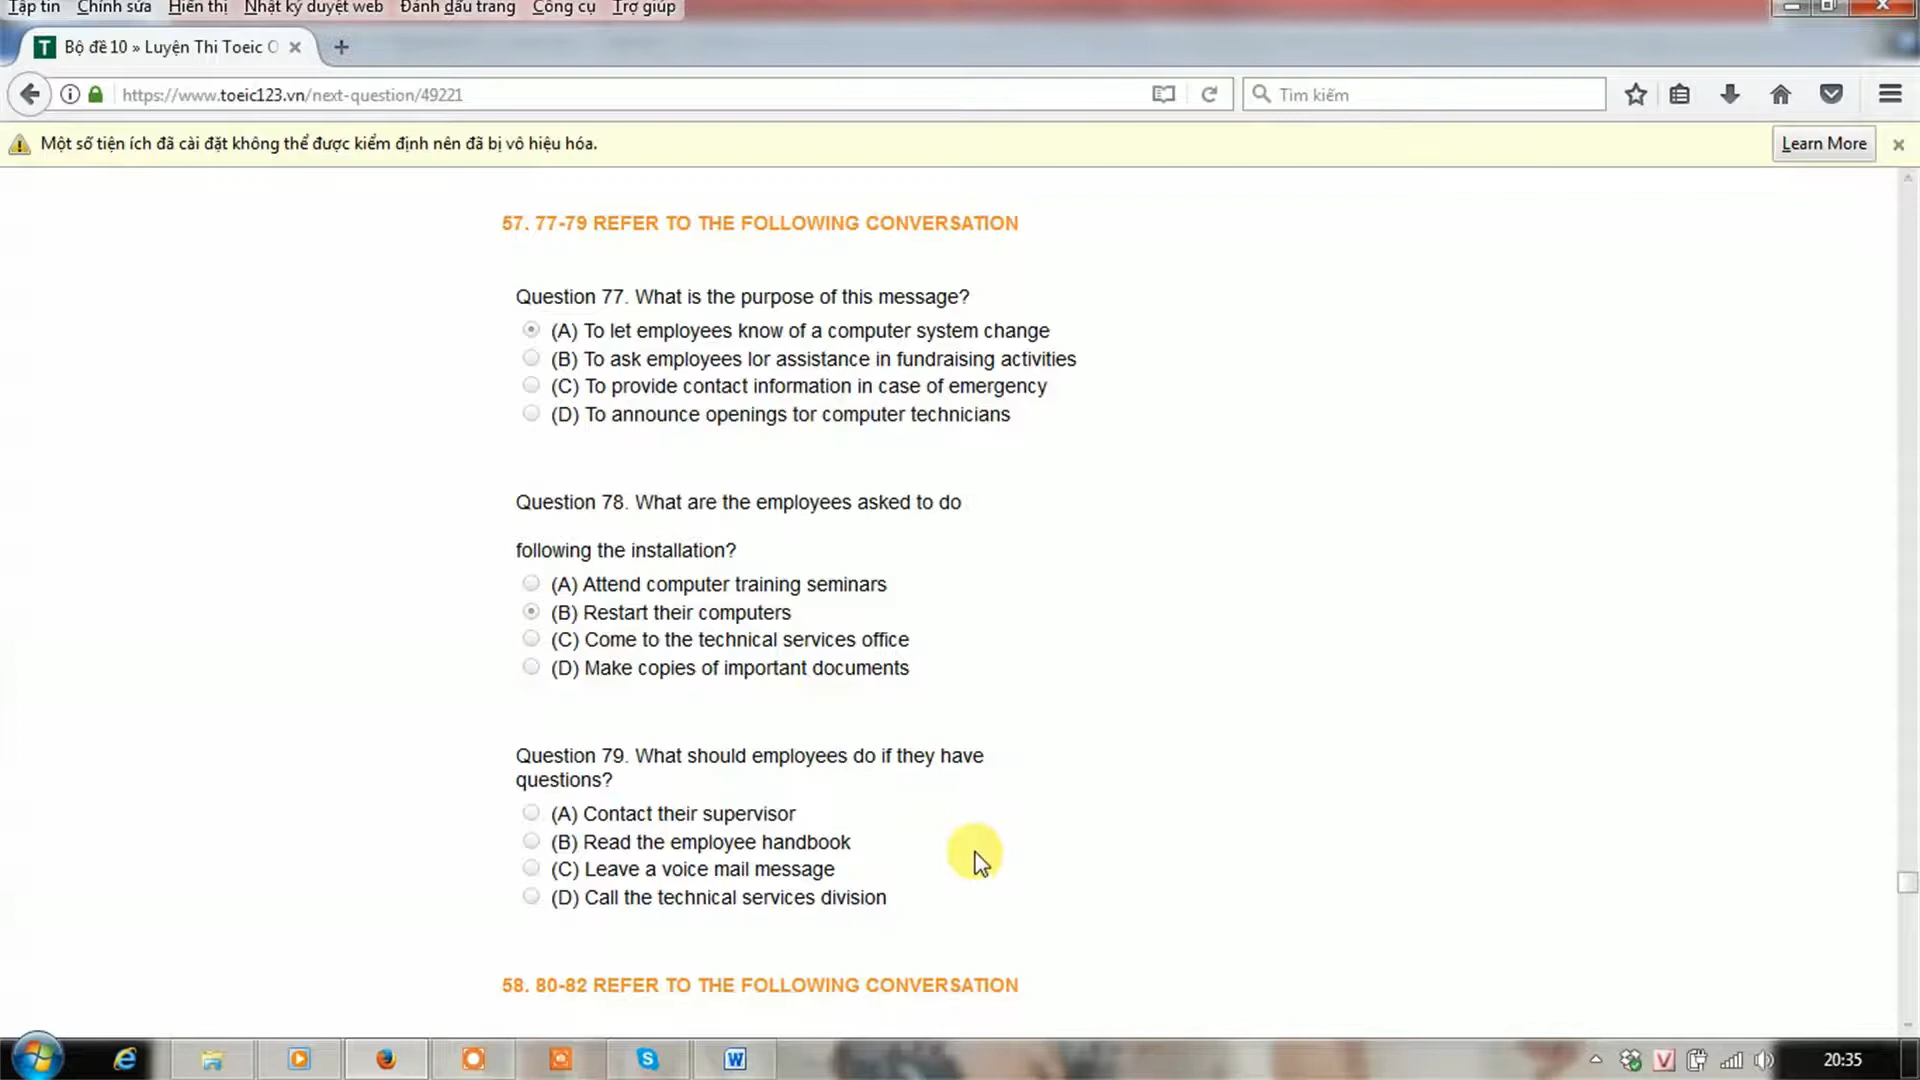 Tập tin Chỉnh sửa Hiển thị Nhật ký duyệt web Đánh dấu trang Công cụ Trợ giúp
T Bộ đề 10 » Luyện Thi Toeic O
https://www.toeic123.vn/next-question/49221
Tìm kiếm
Một số tiện ích đã cài đặt không thể được kiểm định nên đã bị vô hiệu hóa.
Learn More
57. 77-79 REFER TO THE FOLLOWING CONVERSATION
Question 77. What is the purpose of this message?
(A) To let employees know of a computer system change
(B) To ask employees lor assistance in fundraising activities
(C) To provide contact information in case of emergency
(D) To announce openings tor computer technicians
Question 78. What are the employees asked to do
following the installation?
(A) Attend computer training seminars
(B) Restart their computers
(C) Come to the technical services office
(D) Make copies of important documents
Question 79. What should employees do if they have
questions?
(A) Contact their supervisor
(B) Read the employee handbook
(C) Leave a voice mail message
(D) Call the technical services division
58. 80-82 REFER TO THE FOLLOWING CONVERSATION
20:35